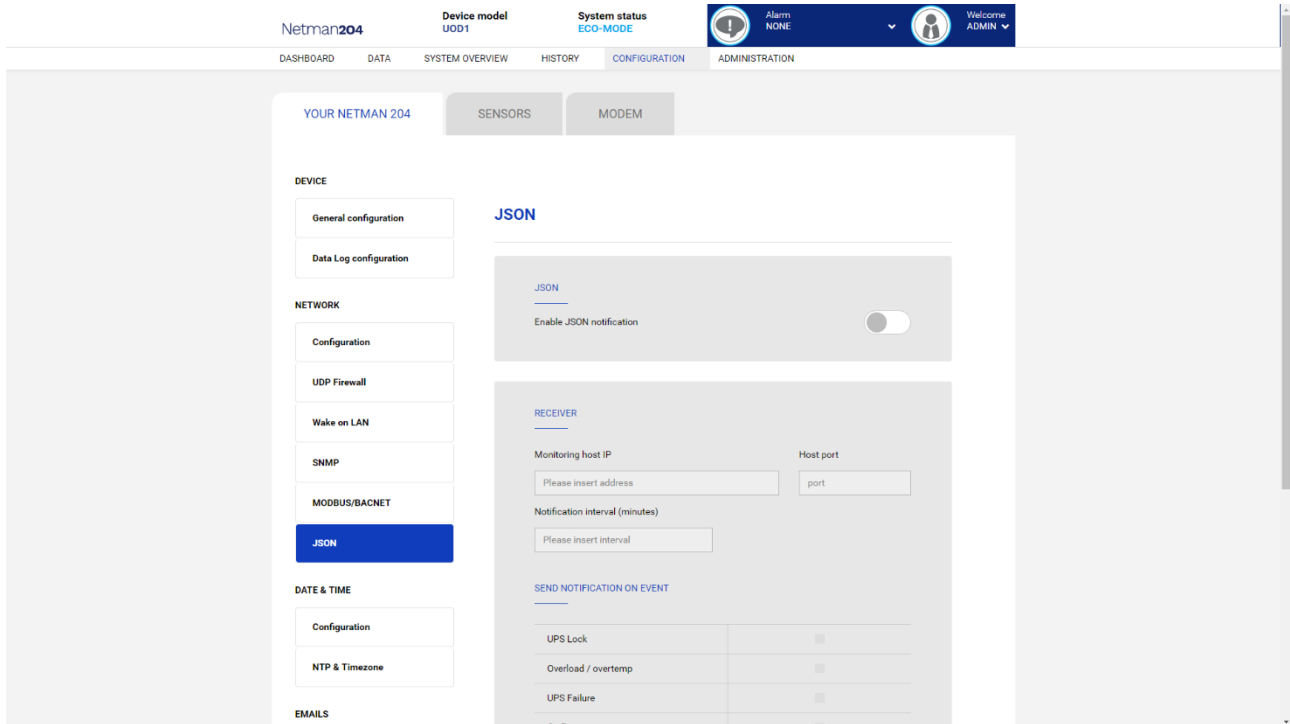 Netman204
Device model
UOD1
System status
ECO-MODE
Alarm
NONE
Welcome
ADMIN
DASHBOARD DATA SYSTEM OVERVIEW HISTORY CONFIGURATION ADMINISTRATION
YOUR NETMAN 204 SENSORS MODEM
DEVICE
General configuration
Data Log configuration
NETWORK
Configuration
UDP Firewall
Wake on LAN
SNMP
MODBUS/BACNET
JSON
DATE & TIME
Configuration
NTP & Timezone
EMAILS
JSON
JSON
Enable JSON notification
RECEIVER
Monitoring host IP Host port
Please insert address port
Notification interval (minutes)
Please insert interval
SEND NOTIFICATION ON EVENT
UPS Lock
Overload / overtemp
UPS Failure